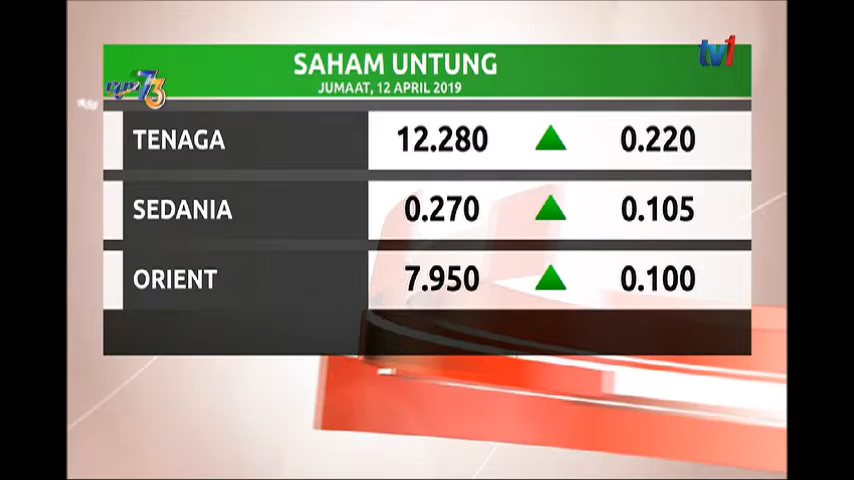 SAHAM UNTUNG
tv1
JUMAAT, 12 APRIL 2019
TENAGA 12.280 0.220
SEDANIA 0.270 0.105
ORIENT 7.950 0.100